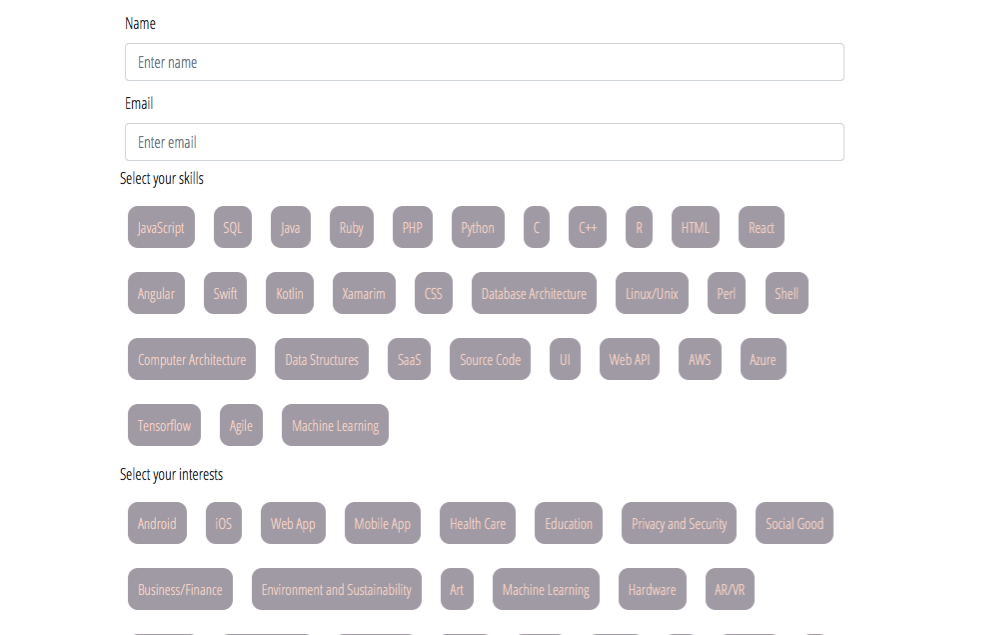 Name
Enter name
Email
Enter email
Select your skills
JavaScript SQL Java Ruby PHP Python C C++ R HTML React
Angular Swift Kotlin Xamarim CSS Database Architecture Linux/Unix Perl Shell
Computer Architecture Data Structures SaaS Source Code UI Web API AWS Azure
Tensorflow Agile Machine Learning
Select your interests
Android iOS Web App Mobile App Health Care Education Privacy and Security Social Good
Business/Finance Environment and Sustainability Art Machine Learning Hardware AR/VR